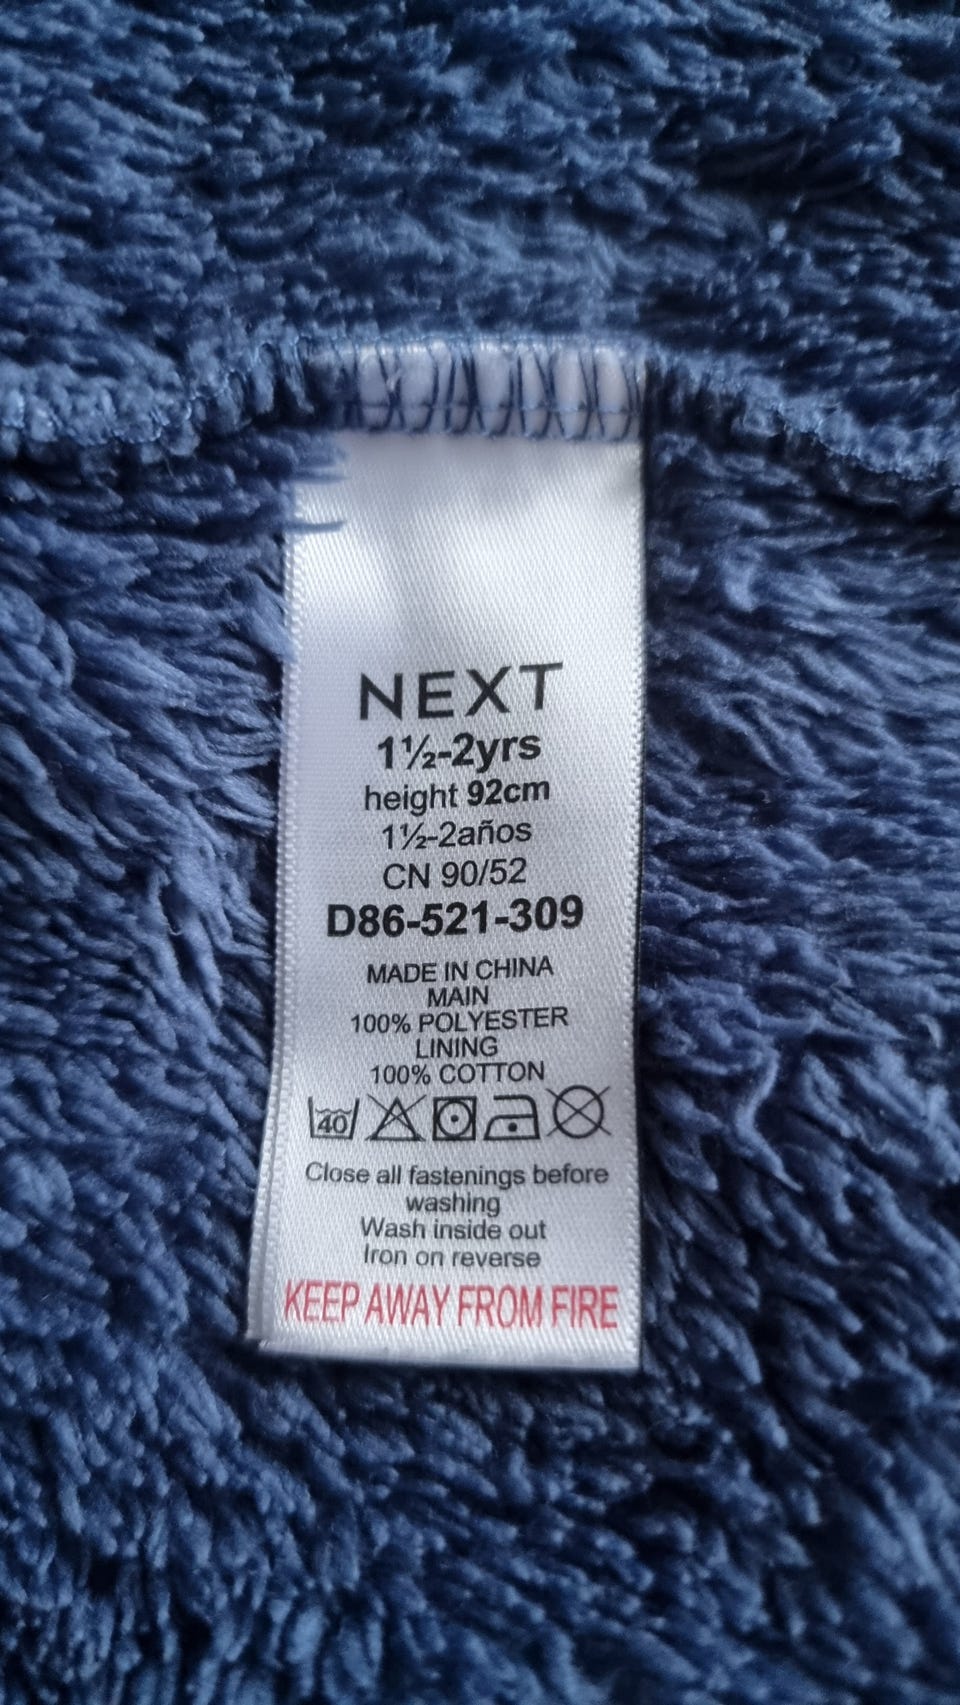 NEXT
1½-2yrs
height 92cm
1½-2años
CN 90/52
D86-521-309
MADE IN CHINA
MAIN
100% POLYESTER
LINING
100% COTTON
40
Close all fastenings before
washing
Wash inside out
Iron on reverse
KEEP AWAY FROM FIRE